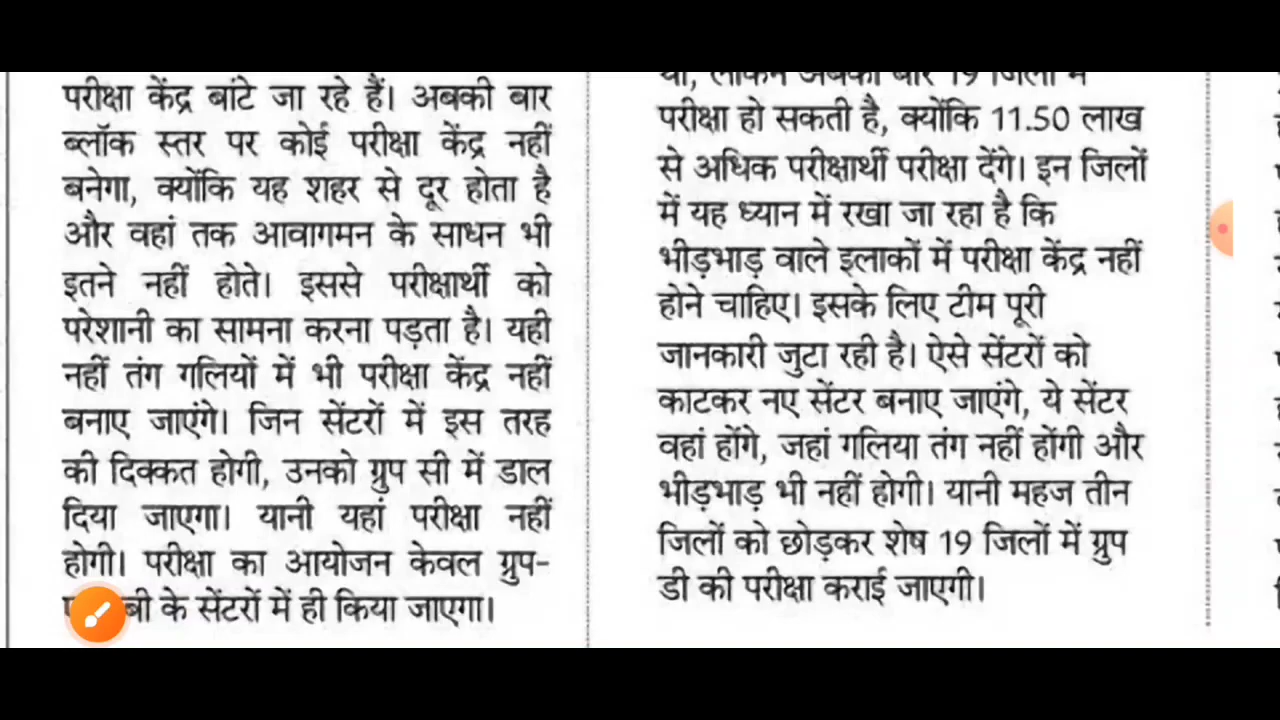 परीक्षा केंद्र बांटे जा रहे हैं। अबकी बार
ब्लॉक स्तर पर कोई परीक्षा केंद्र नहीं
बनेगा, क्योंकि यह शहर से दूर होता है
और वहां तक आवागमन के साधन भी
इतने नहीं होते। इससे परीक्षार्थी को
परेशानी का सामना करना पड़ता है। यही
नहीं तंग गलियों में भी परीक्षा केंद्र नहीं
बनाए जाएंगे। जिन सेंटरों में इस तरह
की दिक्कत होगी, उनको ग्रुप सी में डाल
दिया जाएगा। यानी यहां परीक्षा नहीं
होगी। परीक्षा का आयोजन केवल ग्रुप-
बी के सेंटरों में ही किया जाएगा।
अबकी बार 19 जिलों में
परीक्षा हो सकती है, क्योंकि 11.50 लाख
से अधिक परीक्षार्थी परीक्षा देंगे। इन जिलों
में यह ध्यान में रखा जा रहा है कि
भीड़भाड़ वाले इलाकों में परीक्षा केंद्र नहीं
होने चाहिए। इसके लिए टीम पूरी
जानकारी जुटा रही है। ऐसे सेंटरों को
काटकर नए सेंटर बनाए जाएंगे, ये सेंटर
वहां होंगे, जहां गलिया तंग नहीं होंगी और
भीड़भाड़ भी नहीं होगी। यानी महज तीन
जिलों को छोड़कर शेष 19 जिलों में ग्रुप
डी की परीक्षा कराई जाएगी।